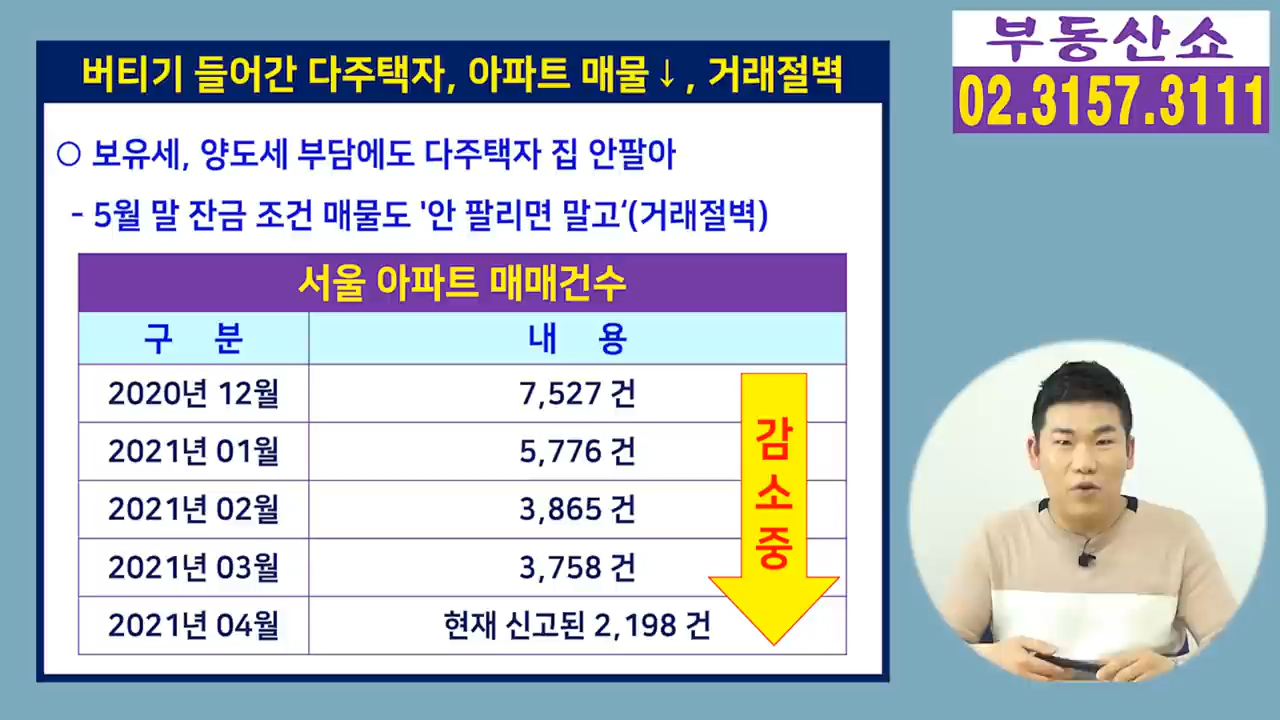 부동산쇼
02.3157.3111
버티기 들어간 다주택자, 아파트 매물↓, 거래절벽
○ 보유세, 양도세 부담에도 다주택자 집 안팔아
- 5월 말 잔금 조건 매물도 '안 팔리면 말고‘(거래절벽)
서울 아파트 매매건수
구 분 내 용
2020년 12월 7,527 건
2021년 01월 5,776 건
2021년 02월 3,865 건
2021년 03월 3,758 건
2021년 04월 현재 신고된 2,198 건
감
소
중